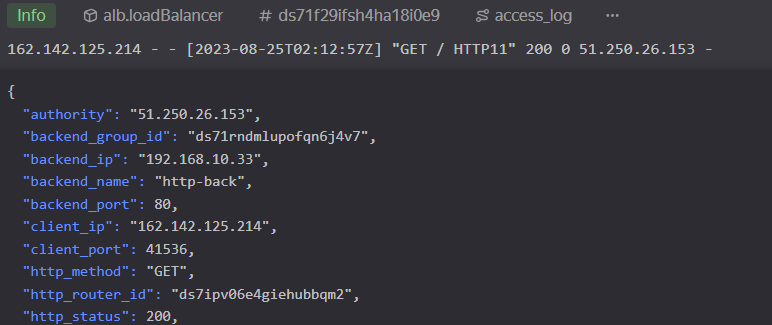 Info alb.loadBalancer # ds71f29ifsh4ha18i0e9 access_log ...
162.142.125.214 - - [2023-08-25T02:12:57Z] "GET / HTTP11" 200 0 51.250.26.153 -
{
"authority": "51.250.26.153",
"backend_group_id": "ds71rndmlupofqn6j4v7",
"backend_ip": "192.168.10.33",
"backend_name": "http-back",
"backend_port": 80,
"client_ip": "162.142.125.214",
"client_port": 41536,
"http_method": "GET",
"http_router_id": "ds7ipv06e4giehubbqm2",
"http_status": 200,